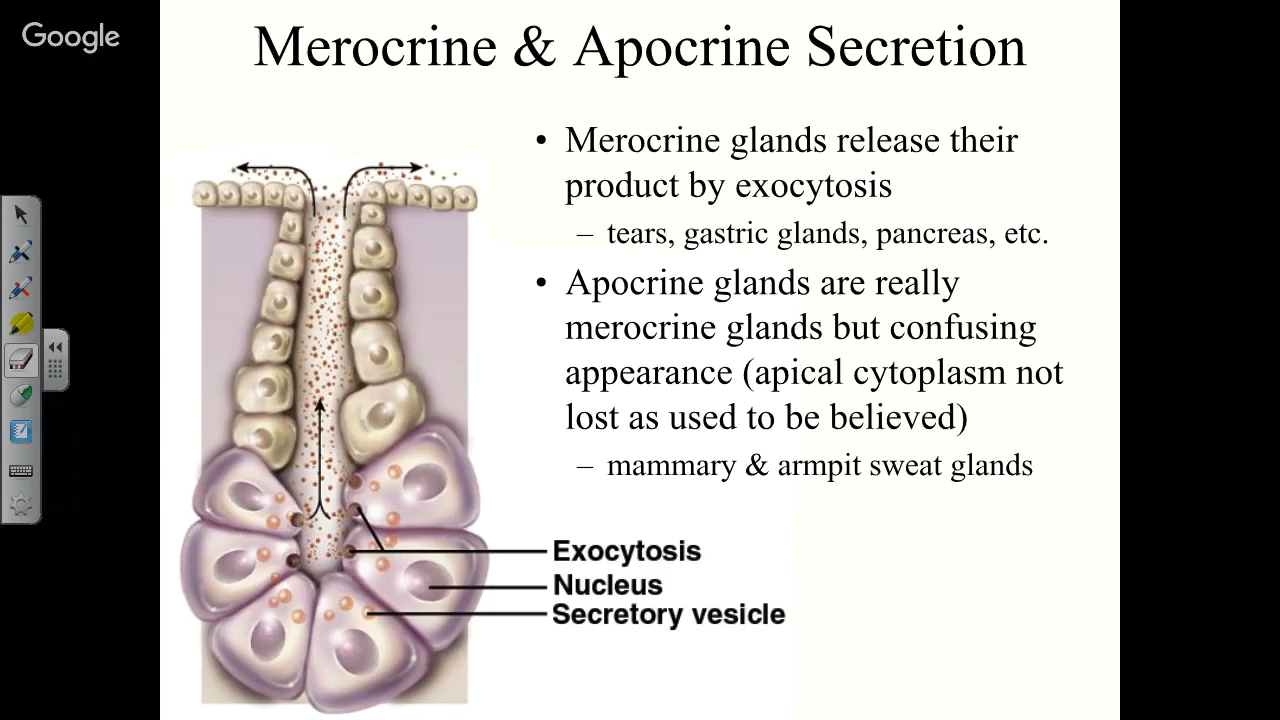 Google
Merocrine & Apocrine Secretion
• Merocrine glands release their
product by exocytosis
– tears, gastric glands, pancreas, etc.
• Apocrine glands are really
merocrine glands but confusing
appearance (apical cytoplasm not
lost as used to be believed)
– mammary & armpit sweat glands
Exocytosis
Nucleus
Secretory vesicle